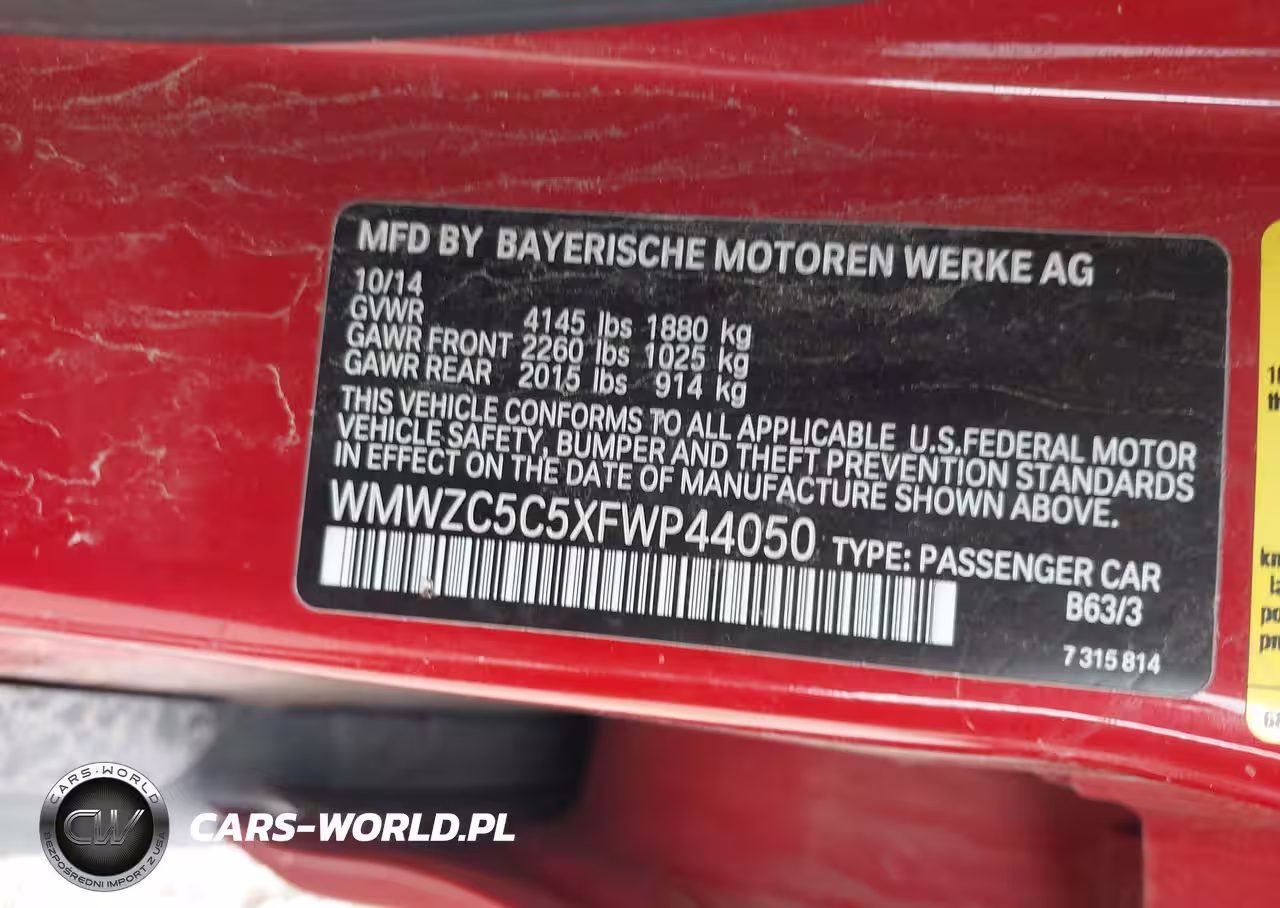 MFD BY BAYERISCHE MOTOREN WERKE AG
10/14
GVWR 4145 lbs 1880 kg
GAWR FRONT 2260 lbs 1025 kg
GAWR REAR 2015 lbs 914 kg
THIS VEHICLE CONFORMS TO ALL APPLICABLE U.S.FEDERAL MOTOR
VEHICLE SAFETY, BUMPER AND THEFT PREVENTION STANDARDS
IN EFFECT ON THE DATE OF MANUFACTURE SHOWN ABOVE.
WMWZC5C5XFWP44050 TYPE: PASSENGER CAR
B63/3
7 315 814
CARS-WORLD
CW
BEZPOŚREDNI IMPORT Z USA
CARS-WORLD.PL